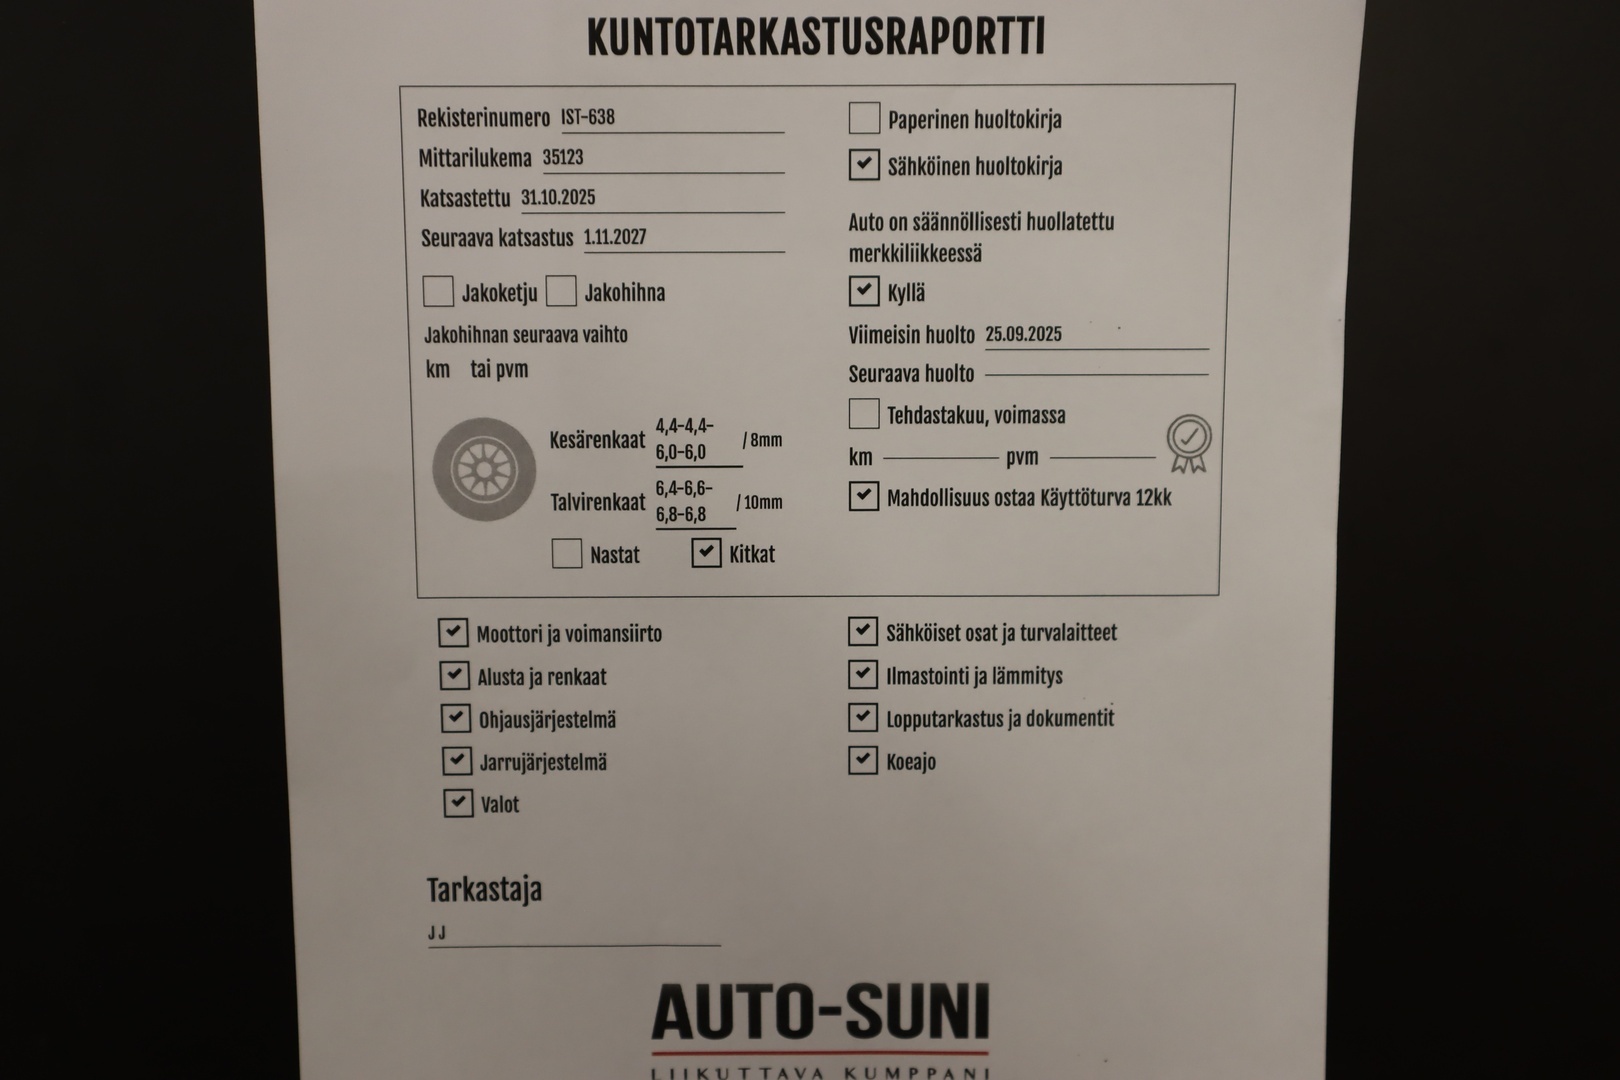 KUNTOTARKASTUSRAPORTTI
Rekisterinumero IST-638
Mittarilukema 35123
Katsastettu 31.10.2025
Seuraava katsastus 1.11.2027
Jakoketju Jakohihna
Jakohihnan seuraava vaihto
km tai pvm
Kesärenkaat 4,4-4,4-
6,0-6,0 / 8mm
Talvirenkaat 6,4-6,6-
6,8-6,8 / 10mm
Nastat Kitkat
Paperinen huoltokirja
Sähköinen huoltokirja
Auto on säännöllisesti huollatettu
merkkiliikkeessä
Kyllä
Viimeisin huolto 25.09.2025
Seuraava huolto
Tehdastakuu, voimassa
km pvm
Mahdollisuus ostaa Käyttöturva 12kk
Moottori ja voimansiirto
Alusta ja renkaat
Ohjausjärjestelmä
Jarrujärjestelmä
Valot
Sähköiset osat ja turvalaitteet
Ilmastointi ja lämmitys
Lopputarkastus ja dokumentit
Koeajo
Tarkastaja
JJ
AUTO-SUNI
LIIKUTTAVA KUMPPANI